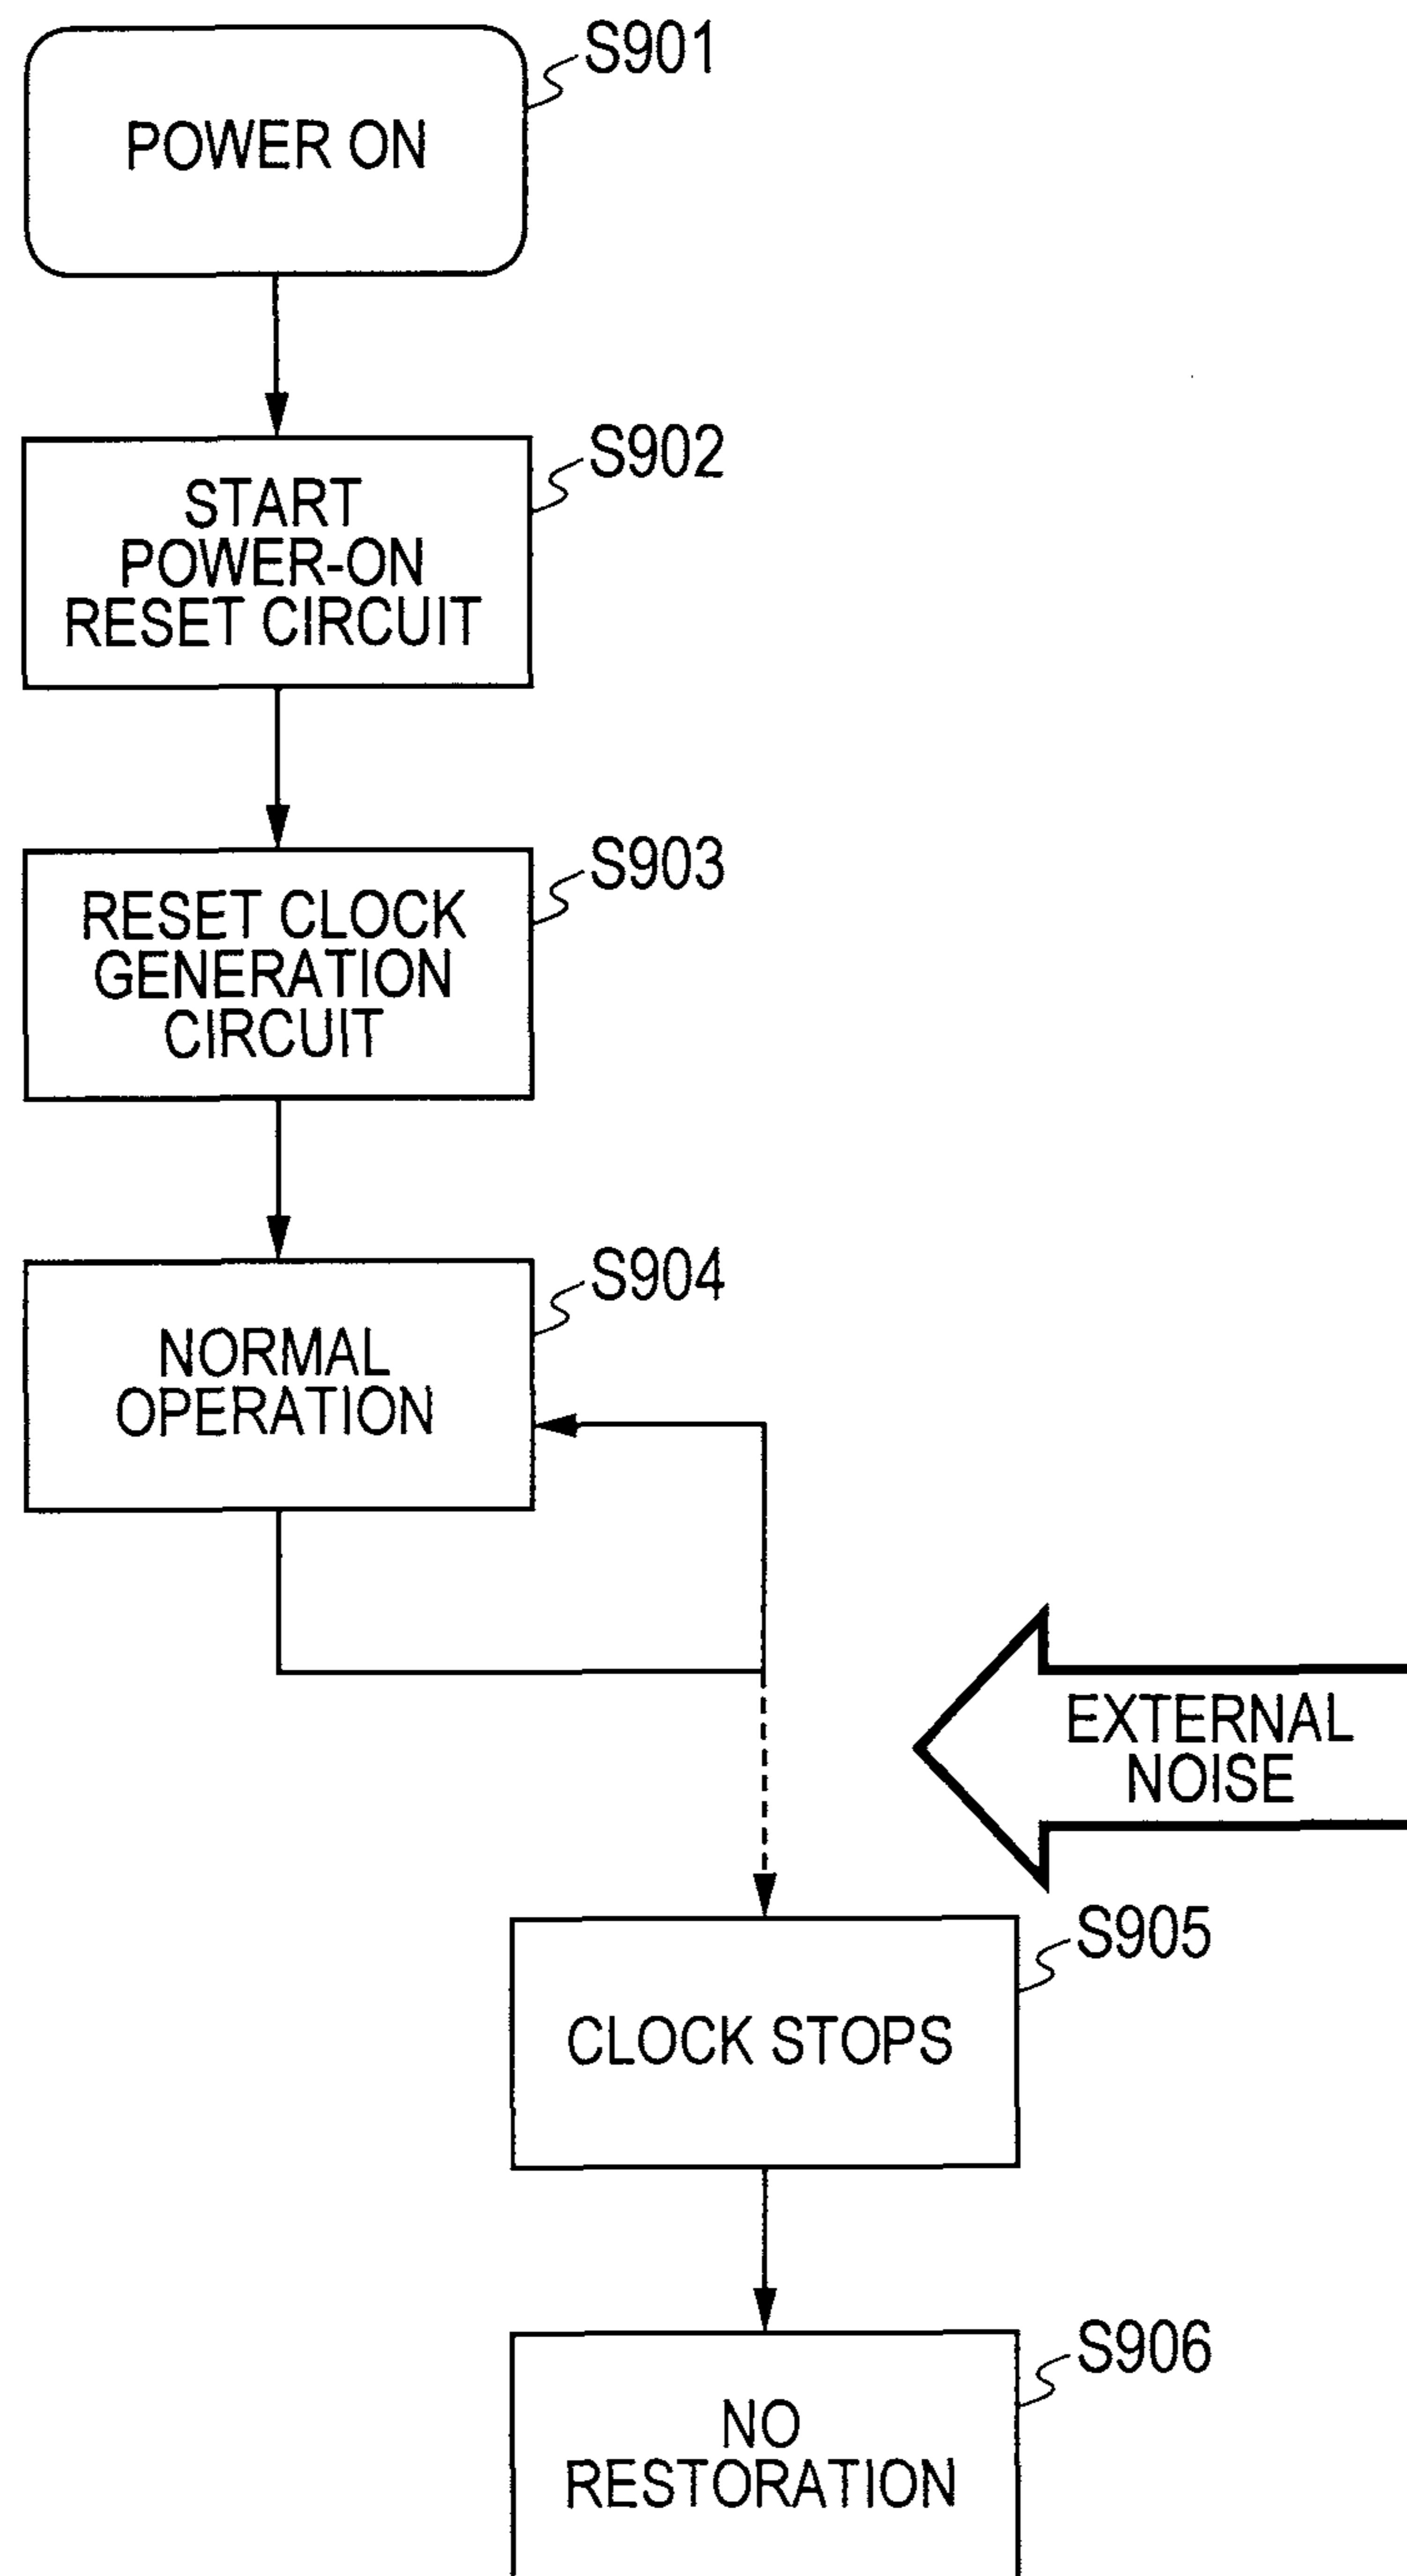 S901
POWER ON
S902
START
POWER-ON
RESET CIRCUIT
S903
RESET CLOCK
GENERATION
CIRCUIT
S904
NORMAL
OPERATION
EXTERNAL
NOISE
S905
CLOCK STOPS
S906
NO
RESTORATION